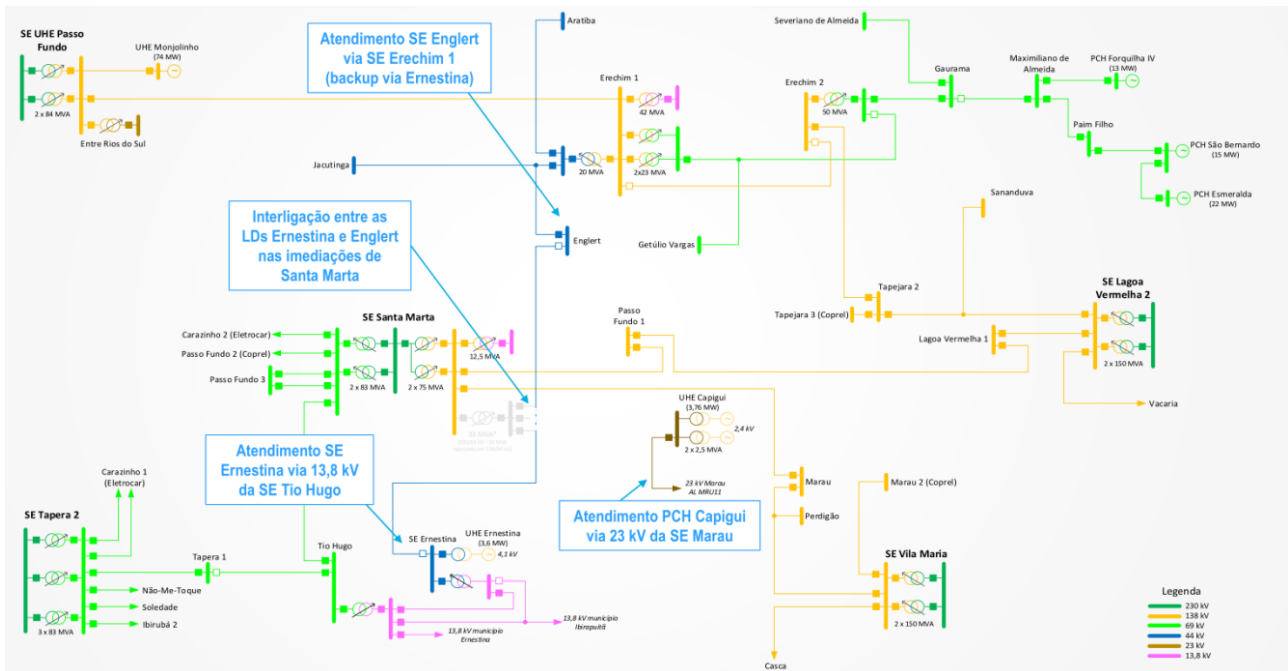 SE UHE Passo
Fundo
UHE Monjolinho
(74 MW)
2 x 84 MVA
Entre Rios do Sul
Atendimento SE Englert
via SE Erechim 1
(backup via Ernestina)
Aratiba
Erechim 1
42 MVA
20 MVA
2x23 MVA
Jacutinga
Englert
Getúlio Vargas
Severiano de Almeida
Gaurama
Erechim 2
50 MVA
Maximiliano de
Almeida
PCH Forquilha IV
(13 MW)
Paim Filho
PCH São Bernardo
(15 MW)
PCH Esmeralda
(22 MW)
Sananduva
Interligação entre as
LDs Ernestina e Englert
nas imediações de
Santa Marta
SE Santa Marta
Carazinho 2 (Eletrocar)
Passo Fundo 2 (Coprel)
Passo Fundo 3
2 x 83 MVA
2 x 75 MVA
12,5 MVA
Passo
Fundo 1
Tapejara 2
Tapejara 3 (Coprel)
SE Lagoa
Vermelha 2
Lagoa Vermelha 1
2 x 150 MVA
Vacaria
UHE Capigui
(3,76 MW)
2,4 kV
2 x 2,5 MVA
23 kV Marau
AL MRU11
Atendimento SE
Ernestina via 13,8 kV
da SE Tio Hugo
Atendimento PCH Capigui
via 23 kV da SE Marau
Marau
Perdigão
Marau 2 (Coprel)
SE Vila Maria
2 x 150 MVA
Casca
Carazinho 1
(Eletrocar)
SE Tapera 2
Tapera 1
Não-Me-Toque
Soledade
Ibirubá 2
3 x 83 MVA
Tio Hugo
SE Ernestina
UHE Ernestina
(3,6 MW)
4,1 kV
13,8 kV município
Ernestina
13,8 kV município
Ibirapuitã
Legenda
230 kV
138 kV
69 kV
44 kV
23 kV
13,8 kV